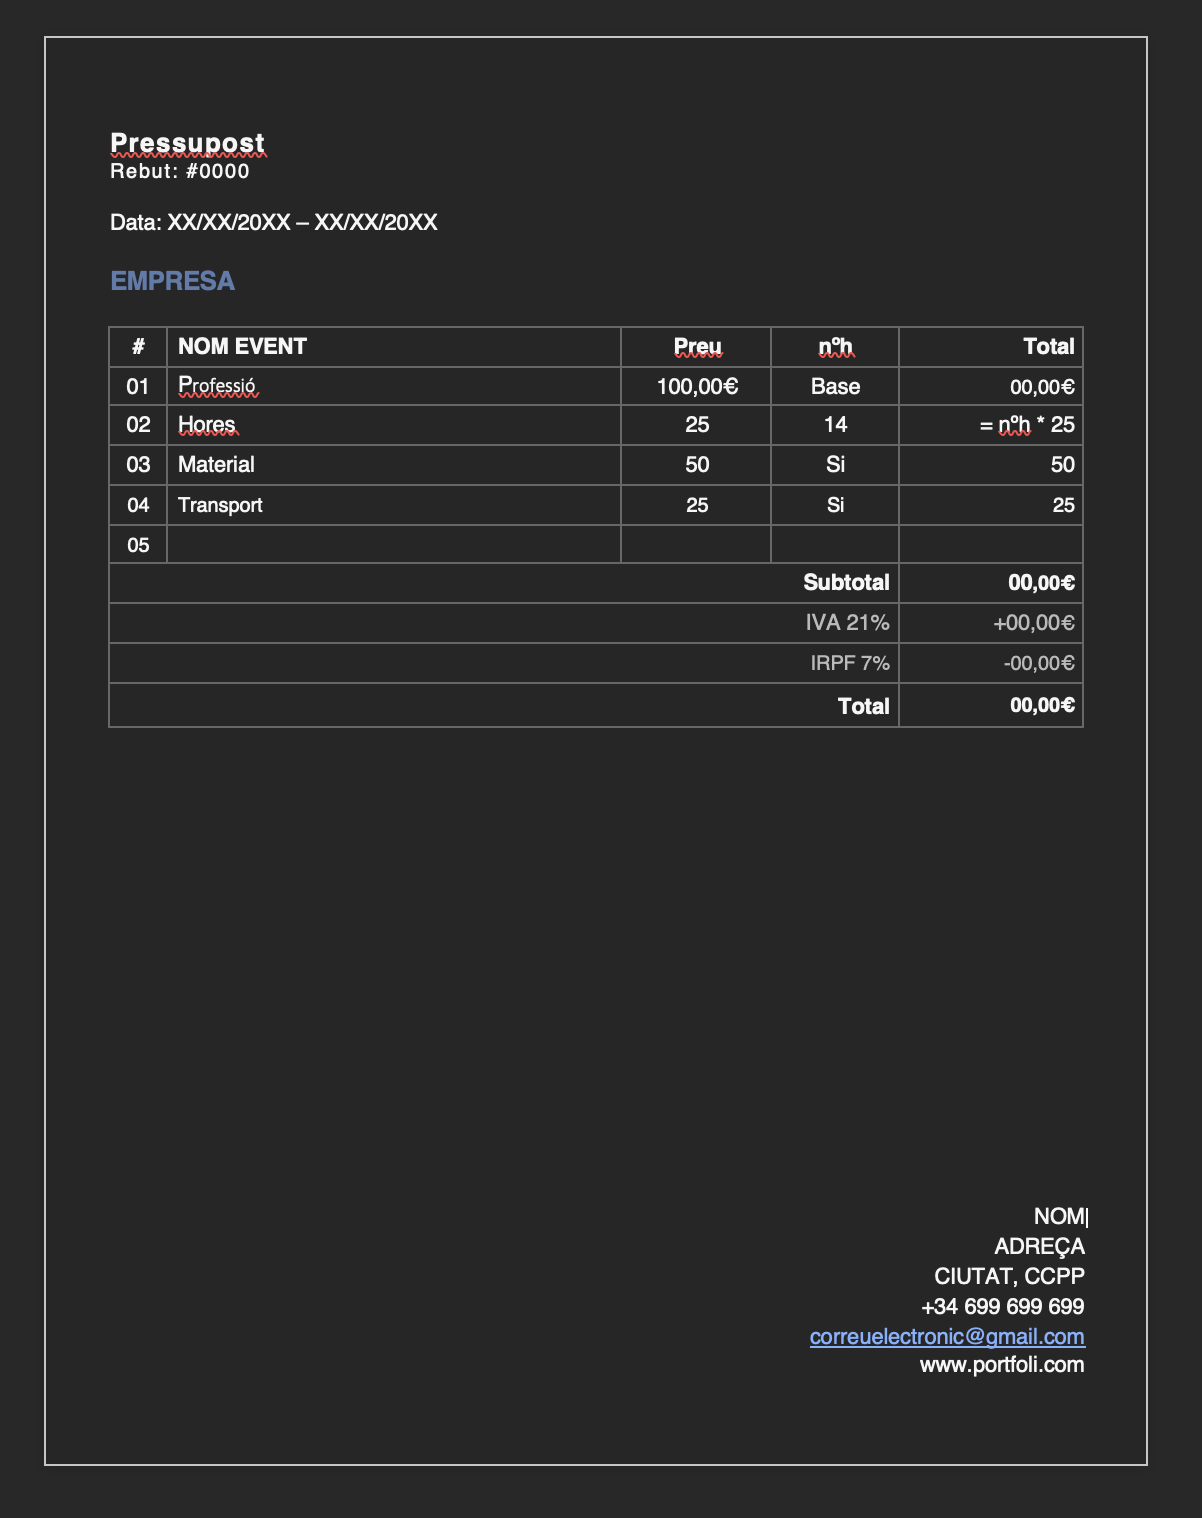 Pressupost
Rebut: #0000
Data: XX/XX/20XX – XX/XX/20XX
EMPRESA
# NOM EVENT Preu nºh Total
01 Professió 100,00€ Base 00,00€
02 Hores 25 14 = nºh * 25
03 Material 50 Si 50
04 Transport 25 Si 25
05
Subtotal 00,00€
IVA 21% +00,00€
IRPF 7% -00,00€
Total 00,00€
NOM
ADREÇA
CIUTAT, CCPP
+34 699 699 699
correuelectronic@gmail.com
www.portfoli.com